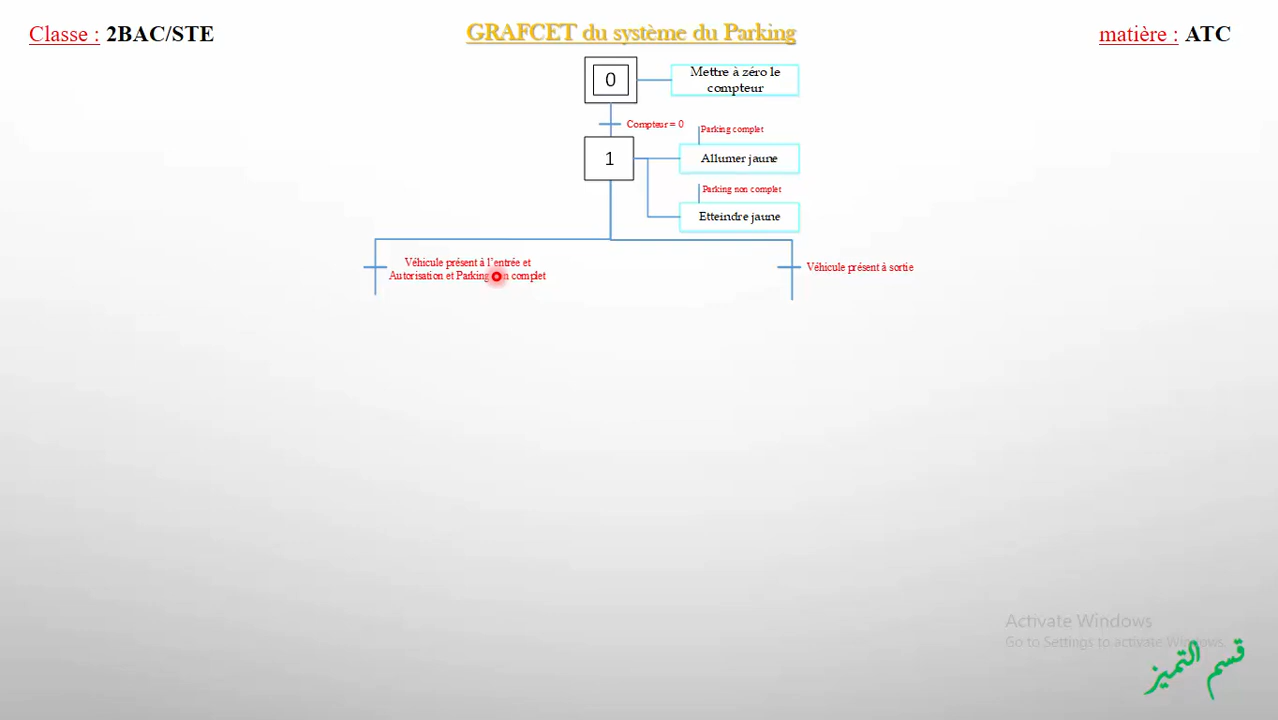 Classe : 2BAC/STE
GRAFCET du système du Parking
matière : ATC
0
Mettre à zéro le
compteur
Compteur = 0
Parking complet
1
Allumer jaune
Parking non complet
Etteindre jaune
Véhicule présent à l'entrée et
Autorisation et Parking complet
Véhicule présent à sortie
Activate Windows
Go to Settings to activate Windows.
قسم التميز